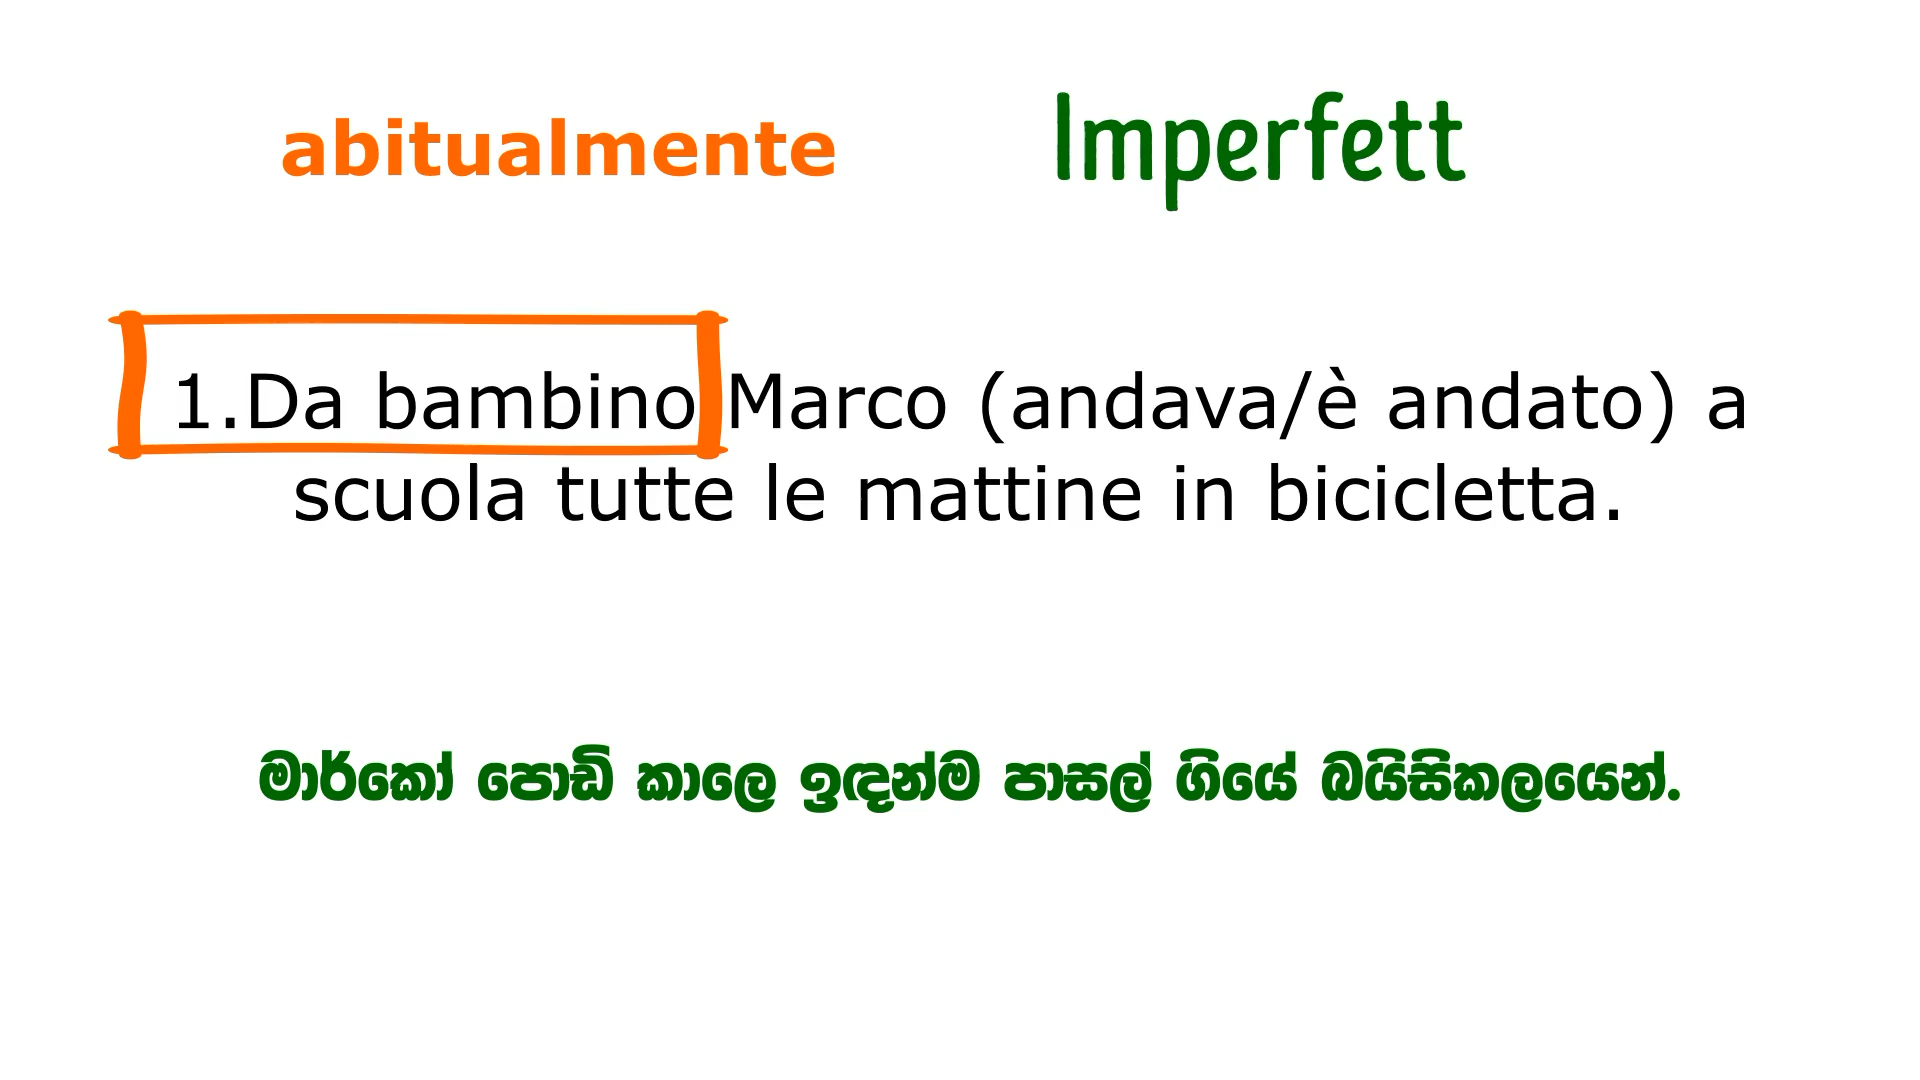 abitualmente
Imperfett
1.Da bambino Marco (andava/è andato) a
scuola tutte le mattine in bicicletta.
මාර්කෝ පොඩි කාලෙ ඉඳන්ම පාසල් ගියේ බයිසිකලයෙන්.